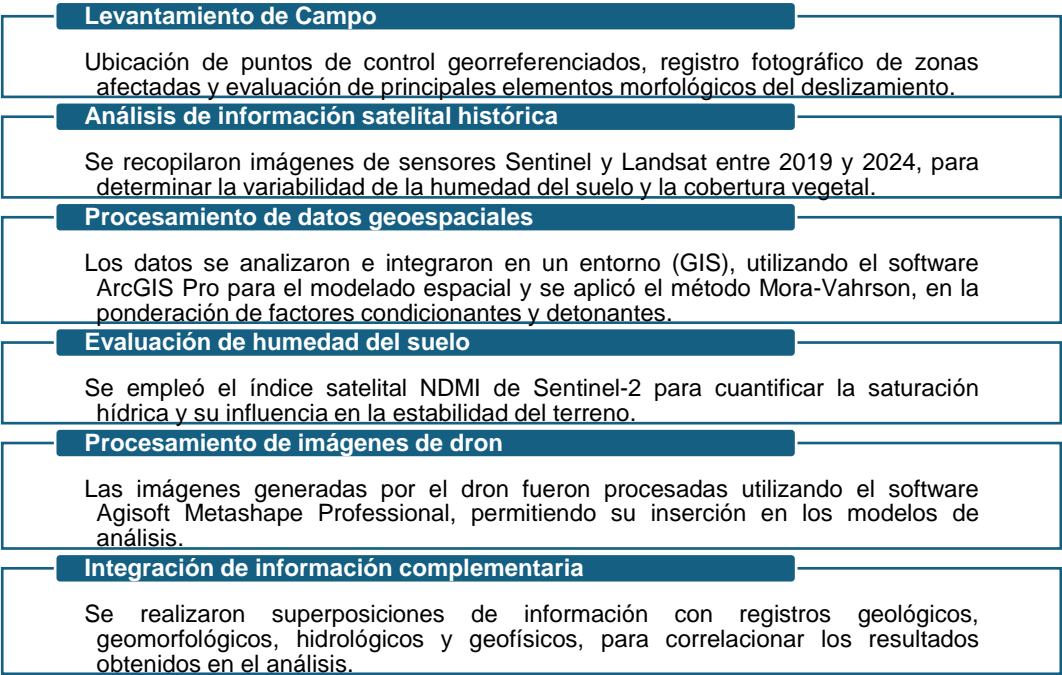 Levantamiento de Campo
Ubicación de puntos de control georreferenciados, registro fotográfico de zonas
afectadas y evaluación de principales elementos morfológicos del deslizamiento.
Análisis de información satelital histórica
Se recopilaron imágenes de sensores Sentinel y Landsat entre 2019 y 2024, para
determinar la variabilidad de la humedad del suelo y la cobertura vegetal.
Procesamiento de datos geoespaciales
Los datos se analizaron e integraron en un entorno (GIS), utilizando el software
ArcGIS Pro para el modelado espacial y se aplicó el método Mora-Vahrson, en la
ponderación de factores condicionantes y detonantes.
Evaluación de humedad del suelo
Se empleó el índice satelital NDMI de Sentinel-2 para cuantificar la saturación
hídrica y su influencia en la estabilidad del terreno.
Procesamiento de imágenes de dron
Las imágenes generadas por el dron fueron procesadas utilizando el software
Agisoft Metashape Professional, permitiendo su inserción en los modelos de
análisis.
Integración de información complementaria
Se realizaron superposiciones de información con registros geológicos,
geomorfológicos, hidrológicos y geofísicos, para correlacionar los resultados
obtenidos en el análisis.